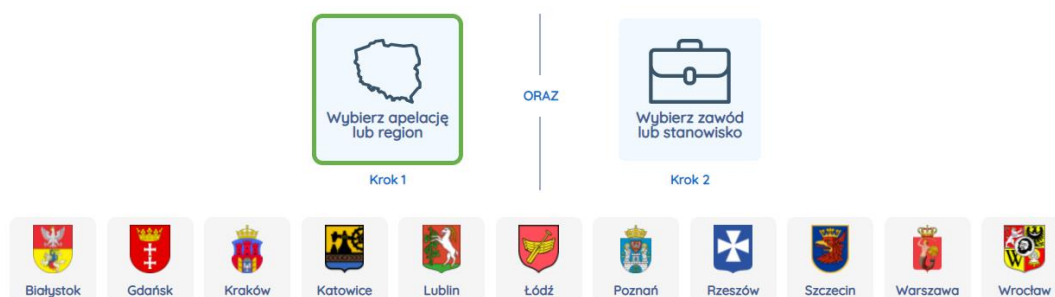 Wybierz apelację
lub region
Krok 1
ORAZ
Wybierz zawód
lub stanowisko
Krok 2
Białystok
Gdańsk
Kraków
Katowice
Lublin
Łódź
Poznań
Rzeszów
Szczecin
Warszawa
Wrocław